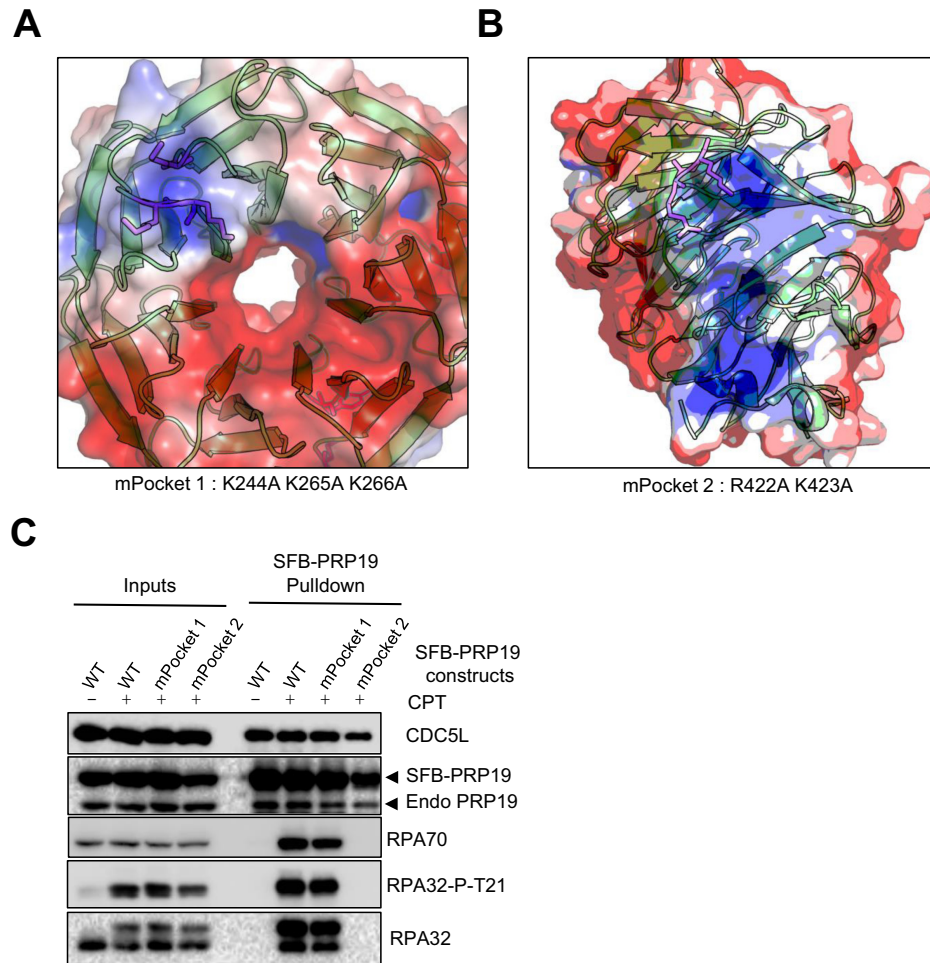 A
B
mPocket 1 : K244A K265A K266A
mPocket 2 : R422A K423A
C
Inputs
SFB-PRP19
Pulldown
WT
WT
mPocket 1
mPocket 2
WT
WT
mPocket 1
mPocket 2
SFB-PRP19
constructs
– + + + – + + + CPT
CDC5L
SFB-PRP19
Endo PRP19
RPA70
RPA32-P-T21
RPA32